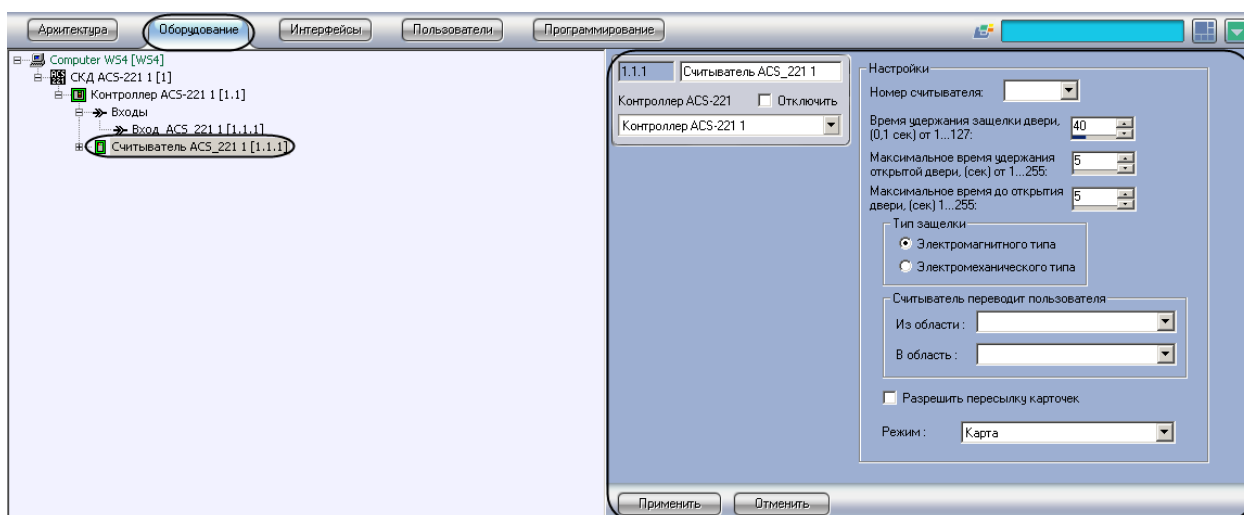 Архитектура Оборудование Интерфейсы Пользователи Программирование
Computer WS4 [WS4]
СКД ACS-221 1 [1]
Контроллер ACS-221 1 [1.1]
Входы
Вход ACS 221 1 [1.1.1]
Считыватель ACS_221 1 [1.1.1]
1.1.1 Считыватель ACS_221 1
Контроллер ACS-221 Отключить
Контроллер ACS-221 1
Настройки
Номер считывателя:
Время удержания защелки двери,
(0,1 сек) от 1...127: 40
Максимальное время удержания
открытой двери, (сек) от 1...255: 5
Максимальное время до открытия
двери, (сек) 1...255: 5
Тип защелки
Электромагнитного типа
Электромеханического типа
Считыватель переводит пользователя
Из области :
В область :
Разрешить пересылку карточек
Режим : Карта
Применить Отменить